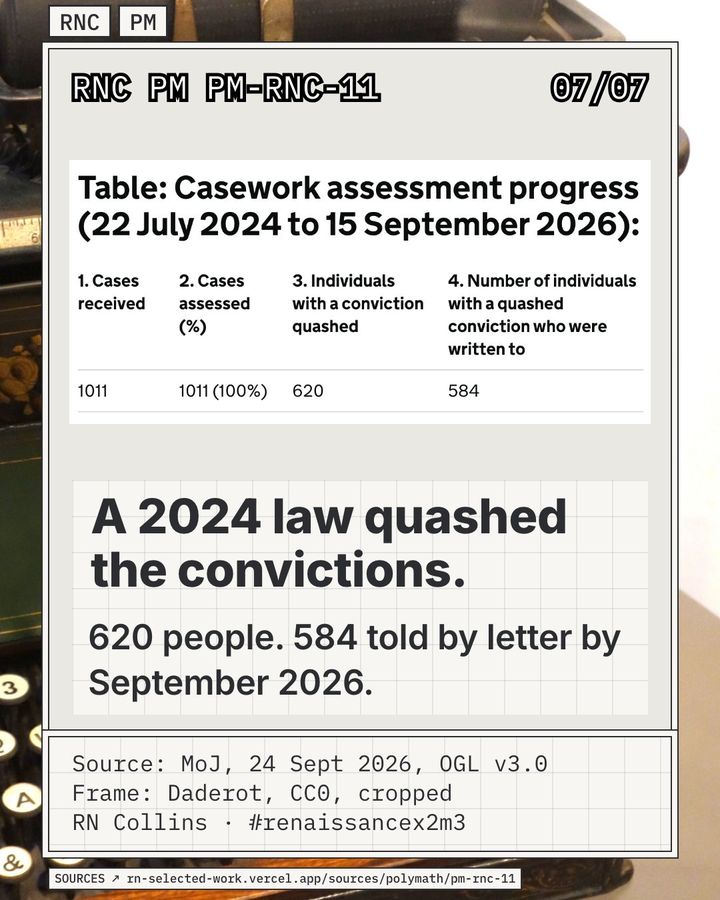 RNC PM
RNC PM PM-RNC-11 07/07
Table: Casework assessment progress
(22 July 2024 to 15 September 2026):
1. Cases received
2. Cases assessed (%)
3. Individuals with a conviction quashed
4. Number of individuals with a quashed conviction who were written to
1011 1011 (100%) 620 584
A 2024 law quashed
the convictions.
620 people. 584 told by letter by
September 2026.
3
2
A
&
Source: MoJ, 24 Sept 2026, OGL v3.0
Frame: Daderot, CC0, cropped
RN Collins · #renaissancex2m3
SOURCES ↗ rn-selected-work.vercel.app/sources/polymath/pm-rnc-11